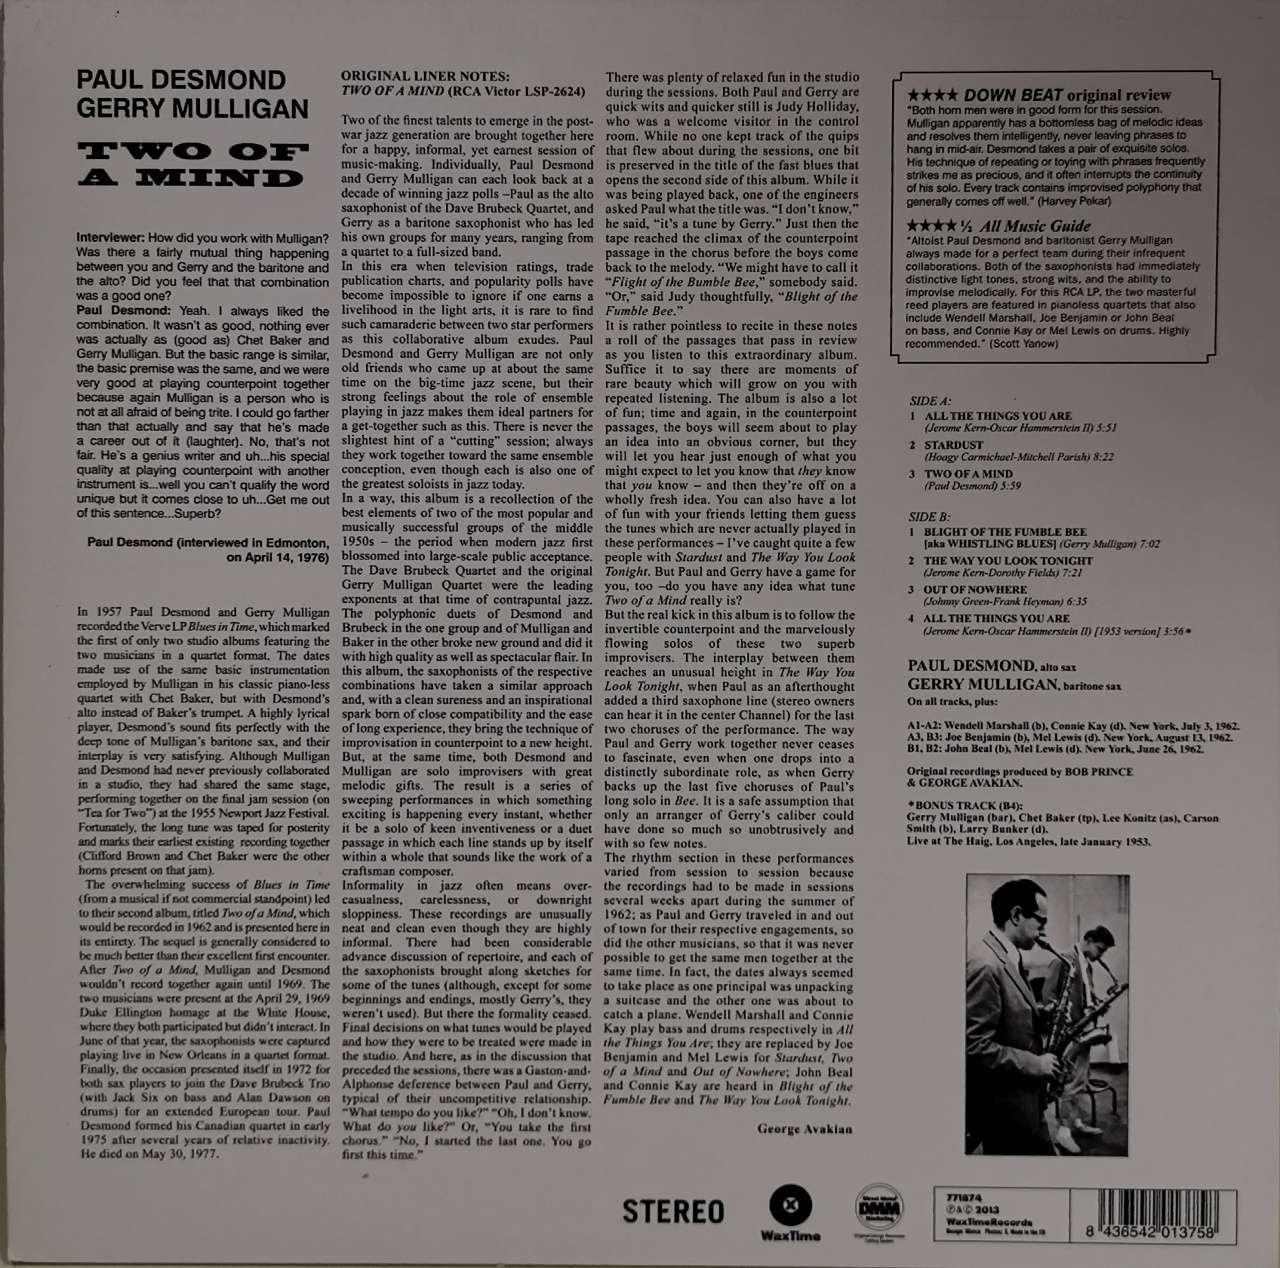 PAUL DESMOND
GERRY MULLIGAN
TWO OF
A MIND
Interviewer: How did you work with Mulligan?
Was there a fairly mutual thing happening
between you and Gerry and the baritone and
the alto? Did you feel that that combination
was a good one?
Paul Desmond: Yeah. I always liked the
combination. It wasn't as good, nothing ever
was actually as (good as) Chet Baker and
Gerry Mulligan. But the basic range is similar,
the basic premise was the same, and we were
very good at playing counterpoint together
because again Mulligan is a person who is
not at all afraid of being trite. I could go farther
than that actually and say that he's made
a career out of it (laughter). No, that's not
fair. He's a genius writer and uh...his special
quality at playing counterpoint with another
instrument is...well you can't qualify the word
unique but it comes close to uh...Get me out
of this sentence...Superb?
Paul Desmond (interviewed in Edmonton,
on April 14, 1976)
In 1957 Paul Desmond and Gerry Mulligan
recorded the Verve LP Blues in Time, which marked
the first of only two studio albums featuring the
two musicians in a quartet format. The dates
made use of the same basic instrumentation
employed by Mulligan in his classic piano-less
quartet with Chet Baker, but with Desmond's
alto instead of Baker's trumpet. A highly lyrical
player, Desmond's sound fits perfectly with the
deep tone of Mulligan's baritone sax, and their
interplay is very satisfying. Although Mulligan
and Desmond had never previously collaborated
in a studio, they had shared the same stage,
performing together on the final jam session (on
"Tea for Two") at the 1955 Newport Jazz Festival.
Fortunately, the long tune was taped for posterity
and marks their earliest existing recording together
(Clifford Brown and Chet Baker were the other
horns present on that jam).
The overwhelming success of Blues in Time
(from a musical if not commercial standpoint) led
to their second album, titled Two of a Mind, which
would be recorded in 1962 and is presented here in
its entirety. The sequel is generally considered to
be much better than their excellent first encounter.
After Two of a Mind, Mulligan and Desmond
wouldn't record together again until 1969. The
two musicians were present at the April 29, 1969
Duke Ellington homage at the White House,
where they both participated but didn't interact. In
June of that year, the saxophonists were captured
playing live in New Orleans in a quartet format.
Finally, the occasion presented itself in 1972 for
both sax players to join the Dave Brubeck Trio
(with Jack Six on bass and Alan Dawson on
drums) for an extended European tour. Paul
Desmond formed his Canadian quartet in early
1975 after several years of relative inactivity.
He died on May 30, 1977.
ORIGINAL LINER NOTES:
TWO OF A MIND (RCA Victor LSP-2624)
Two of the finest talents to emerge in the post-
war jazz generation are brought together here
for a happy, informal, yet earnest session of
music-making. Individually, Paul Desmond
and Gerry Mulligan can each look back at a
decade of winning jazz polls –Paul as the alto
saxophonist of the Dave Brubeck Quartet, and
Gerry as a baritone saxophonist who has led
his own groups for many years, ranging from
a quartet to a full-sized band.
In this era when television ratings, trade
publication charts, and popularity polls have
become impossible to ignore if one earns a
livelihood in the light arts, it is rare to find
such camaraderie between two star performers
as this collaborative album exudes. Paul
Desmond and Gerry Mulligan are not only
old friends who came up at about the same
time on the big-time jazz scene, but their
strong feelings about the role of ensemble
playing in jazz makes them ideal partners for
a get-together such as this. There is never the
slightest hint of a "cutting" session; always
they work together toward the same ensemble
conception, even though each is also one of
the greatest soloists in jazz today.
In a way, this album is a recollection of the
best elements of two of the most popular and
musically successful groups of the middle
1950s – the period when modern jazz first
blossomed into large-scale public acceptance.
The Dave Brubeck Quartet and the original
Gerry Mulligan Quartet were the leading
exponents at that time of contrapuntal jazz.
The polyphonic duets of Desmond and
Brubeck in the one group and of Mulligan and
Baker in the other broke new ground and did it
with high quality as well as spectacular flair. In
this album, the saxophonists of the respective
combinations have taken a similar approach
and, with a clean sureness and an inspirational
spark born of close compatibility and the ease
of long experience, they bring the technique of
improvisation in counterpoint to a new height.
But, at the same time, both Desmond and
Mulligan are solo improvisers with great
melodic gifts. The result is a series of
sweeping performances in which something
exciting is happening every instant, whether
it be a solo of keen inventiveness or a duet
passage in which each line stands up by itself
within a whole that sounds like the work of a
craftsman composer.
Informality in jazz often means over-
casualness, carelessness, or downright
sloppiness. These recordings are unusually
neat and clean even though they are highly
informal. There had been considerable
advance discussion of repertoire, and each of
the saxophonists brought along sketches for
some of the tunes (although, except for some
beginnings and endings, mostly Gerry's, they
weren't used). But there the formality ceased.
Final decisions on what tunes would be played
and how they were to be treated were made in
the studio. And here, as in the discussion that
preceded the sessions, there was a Gaston-and-
Alphonse deference between Paul and Gerry,
typical of their uncompetitive relationship.
"What tempo do you like?" "Oh, I don't know.
What do you like?" Or, "You take the first
chorus." "No, I started the last one. You go
first this time."
There was plenty of relaxed fun in the studio
during the sessions. Both Paul and Gerry are
quick wits and quicker still is Judy Holliday,
who was a welcome visitor in the control
room. While no one kept track of the quips
that flew about during the sessions, one bit
is preserved in the title of the fast blues that
opens the second side of this album. While it
was being played back, one of the engineers
asked Paul what the title was. "I don't know,"
he said, "it's a tune by Gerry." Just then the
tape reached the climax of the counterpoint
passage in the chorus before the boys come
back to the melody. "We might have to call it
"Flight of the Bumble Bee," somebody said.
"Or," said Judy thoughtfully, "Blight of the
Fumble Bee."
It is rather pointless to recite in these notes
a roll of the passages that pass in review
as you listen to this extraordinary album.
Suffice it to say there are moments of
rare beauty which will grow on you with
repeated listening. The album is also a lot
of fun; time and again, in the counterpoint
passages, the boys will seem about to play
an idea into an obvious corner, but they
will let you hear just enough of what you
might expect to let you know that they know
that you know – and then they're off on a
wholly fresh idea. You can also have a lot
of fun with your friends letting them guess
the tunes which are never actually played in
these performances – I've caught quite a few
people with Stardust and The Way You Look
Tonight. But Paul and Gerry have a game for
you, too –do you have any idea what tune
Two of a Mind really is?
But the real kick in this album is to follow the
invertible counterpoint and the marvelously
flowing solos of these two superb
improvisers. The interplay between them
reaches an unusual height in The Way You
Look Tonight, when Paul as an afterthought
added a third saxophone line (stereo owners
can hear it in the center Channel) for the last
two choruses of the performance. The way
Paul and Gerry work together never ceases
to fascinate, even when one drops into a
distinctly subordinate role, as when Gerry
backs up the last five choruses of Paul's
long solo in Bee. It is a safe assumption that
only an arranger of Gerry's caliber could
have done so much so unobtrusively and
with so few notes.
The rhythm section in these performances
varied from session to session because
the recordings had to be made in sessions
several weeks apart during the summer of
1962; as Paul and Gerry traveled in and out
of town for their respective engagements, so
did the other musicians, so that it was never
possible to get the same men together at the
same time. In fact, the dates always seemed
to take place as one principal was unpacking
a suitcase and the other one was about to
catch a plane. Wendell Marshall and Connie
Kay play bass and drums respectively in All
the Things You Are; they are replaced by Joe
Benjamin and Mel Lewis for Stardust, Two
of a Mind and Out of Nowhere; John Beal
and Connie Kay are heard in Blight of the
Fumble Bee and The Way You Look Tonight.
George Avakian
★★★★ DOWN BEAT original review
"Both horn men were in good form for this session.
Mulligan apparently has a bottomless bag of melodic ideas
and resolves them intelligently, never leaving phrases to
hang in mid-air. Desmond takes a pair of exquisite solos.
His technique of repeating or toying with phrases frequently
strikes me as precious, and it often interrupts the continuity
of his solo. Every track contains improvised polyphony that
generally comes off well." (Harvey Pekar)
★★★★ ½ All Music Guide
"Altoist Paul Desmond and baritonist Gerry Mulligan
always made for a perfect team during their infrequent
collaborations. Both of the saxophonists had immediately
distinctive light tones, strong wits, and the ability to
improvise melodically. For this RCA LP, the two masterful
reed players are featured in pianoless quartets that also
include Wendell Marshall, Joe Benjamin or John Beal
on bass, and Connie Kay or Mel Lewis on drums. Highly
recommended." (Scott Yanow)
SIDE A:
1 ALL THE THINGS YOU ARE
(Jerome Kern-Oscar Hammerstein II) 5:51
2 STARDUST
(Hoagy Carmichael-Mitchell Parish) 8:22
3 TWO OF A MIND
(Paul Desmond) 5:59
SIDE B:
1 BLIGHT OF THE FUMBLE BEE
[aka WHISTLING BLUES] (Gerry Mulligan) 7:02
2 THE WAY YOU LOOK TONIGHT
(Jerome Kern-Dorothy Fields) 7:21
3 OUT OF NOWHERE
(Johnny Green-Frank Heyman) 6:35
4 ALL THE THINGS YOU ARE
(Jerome Kern-Oscar Hammerstein II) [1953 version] 3:56*
PAUL DESMOND, alto sax
GERRY MULLIGAN, baritone sax
On all tracks, plus:
A1-A2: Wendell Marshall (b), Connie Kay (d). New York, July 3, 1962.
A3, B3: Joe Benjamin (b), Mel Lewis (d). New York, August 13, 1962.
B1, B2: John Beal (b), Mel Lewis (d). New York, June 26, 1962.
Original recordings produced by BOB PRINCE
& GEORGE AVAKIAN.
*BONUS TRACK (B4):
Gerry Mulligan (bar), Chet Baker (tp), Lee Konitz (as), Carson
Smith (b), Larry Bunker (d).
Live at The Haig, Los Angeles, late January 1953.
STEREO
WaxTime
DMM
771874
℗&© 2013
WaxTimeRecords
8 436542 013758